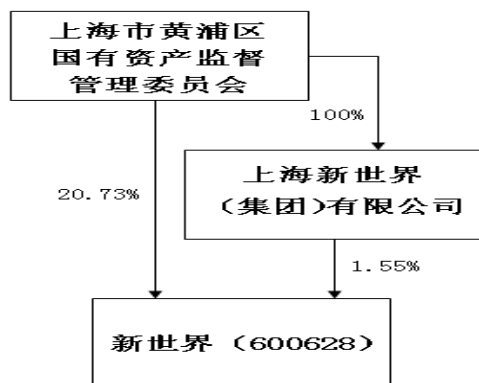 上海市黄浦区
国有资产监督
管理委员会
100%
20.73%
上海新世界
(集团)有限公司
1.55%
新世界（600628）